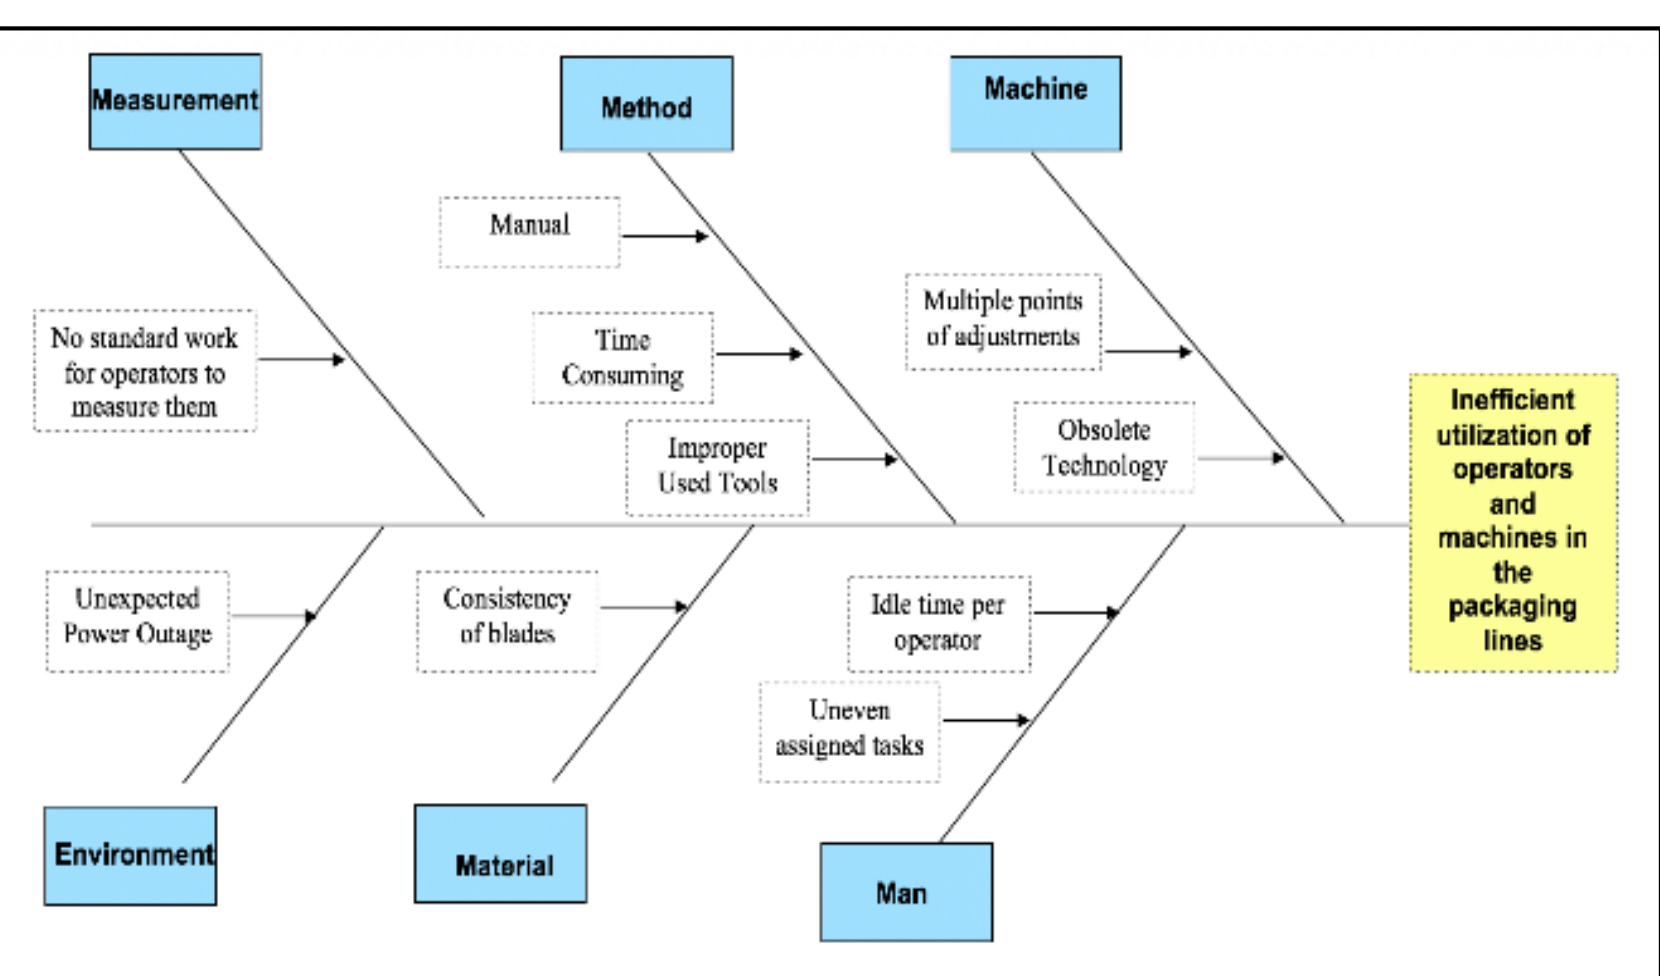 Measurement
Method
Machine
Manual
Multiple points
of adjustments
No standard work
for operators to
measure them
Time
Consuming
Improper
Used Tools
Obsolete
Technology
Inefficient
utilization of
operators
and
machines in
the
packaging
lines
Unexpected
Power Outage
Consistency
of blades
Idle time per
operator
Uneven
assigned tasks
Environment
Material
Man